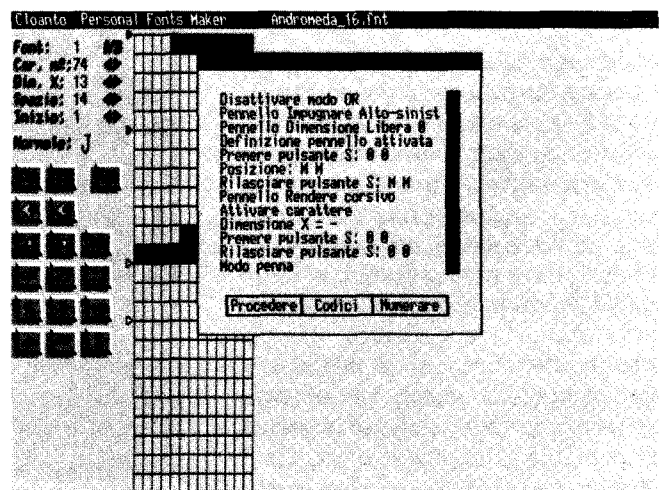 Cloanto Personal Fonts Maker Andromeda_16.fnt
Font: 1
Car. n°:74
Dim. X: 13
Spazio: 14
Inizio: 1
Normale: J
Disattivare modo OR
Pennello Impugnare Alto-sinist
Pennello Dimensione Libera 0
Definizione pennello attivata
Premere pulsante S: 0 0
Posizione: M M
Rilasciare pulsante S: M M
Pennello Rendere corsivo
Attivare carattere
Dimensione X = -
Premere pulsante S: 0 0
Rilasciare pulsante S: 0 0
Modo penna
Procedere Codici Numerare